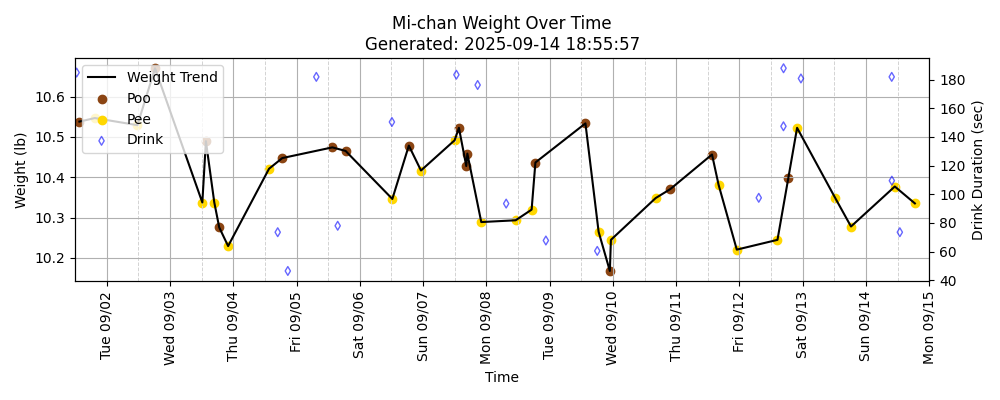 Mi-chan Weight Over Time
Generated: 2025-09-14 18:55:57
Weight Trend
Poo
Pee
Drink
Weight (lb)
10.6
10.5
10.4
10.3
10.2
180
160
140
120
100
80
60
40
Drink Duration (sec)
Tue 09/02
Wed 09/03
Thu 09/04
Fri 09/05
Sat 09/06
Sun 09/07
Mon 09/08
Tue 09/09
Wed 09/10
Thu 09/11
Fri 09/12
Sat 09/13
Sun 09/14
Mon 09/15
Time